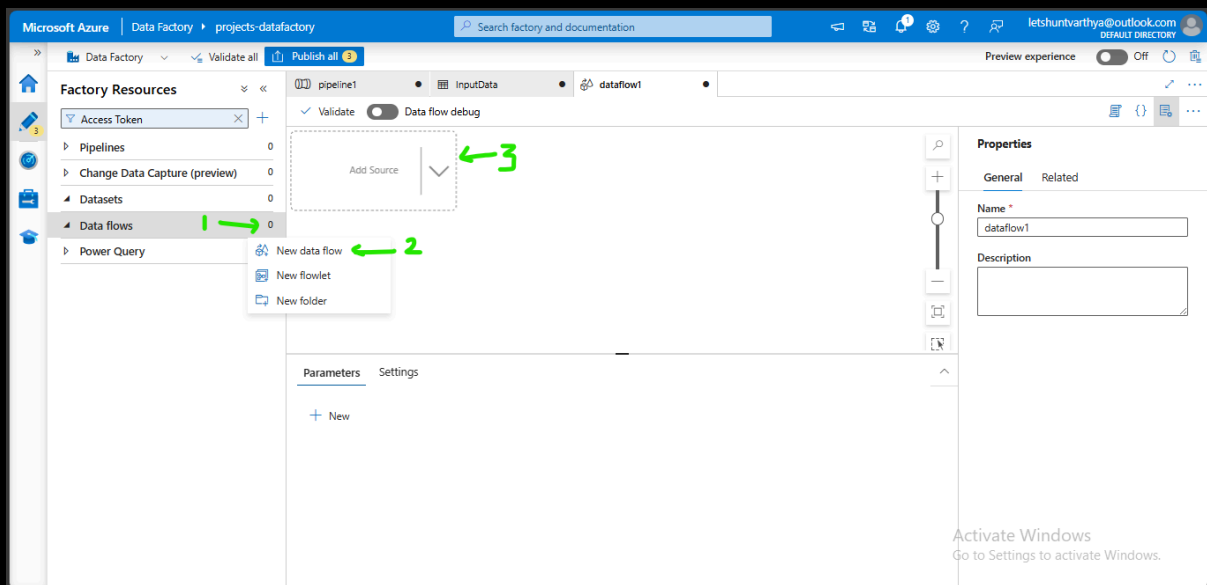 Microsoft Azure
Data Factory
projects-datafactory
Search factory and documentation
1
letshuntvarthya@outlook.com
DEFAULT DIRECTORY
Data Factory
Validate all
Publish all
3
Preview experience
Off
Factory Resources
pipeline1
InputData
dataflow1
Access Token
Validate
Data flow debug
3
Pipelines
0
Change Data Capture (preview)
0
Datasets
0
Data flows
1
0
Power Query
New data flow
2
New flowlet
New folder
Add Source
3
Properties
General
Related
Name *
dataflow1
Description
Parameters
Settings
New
Activate Windows
Go to Settings to activate Windows.